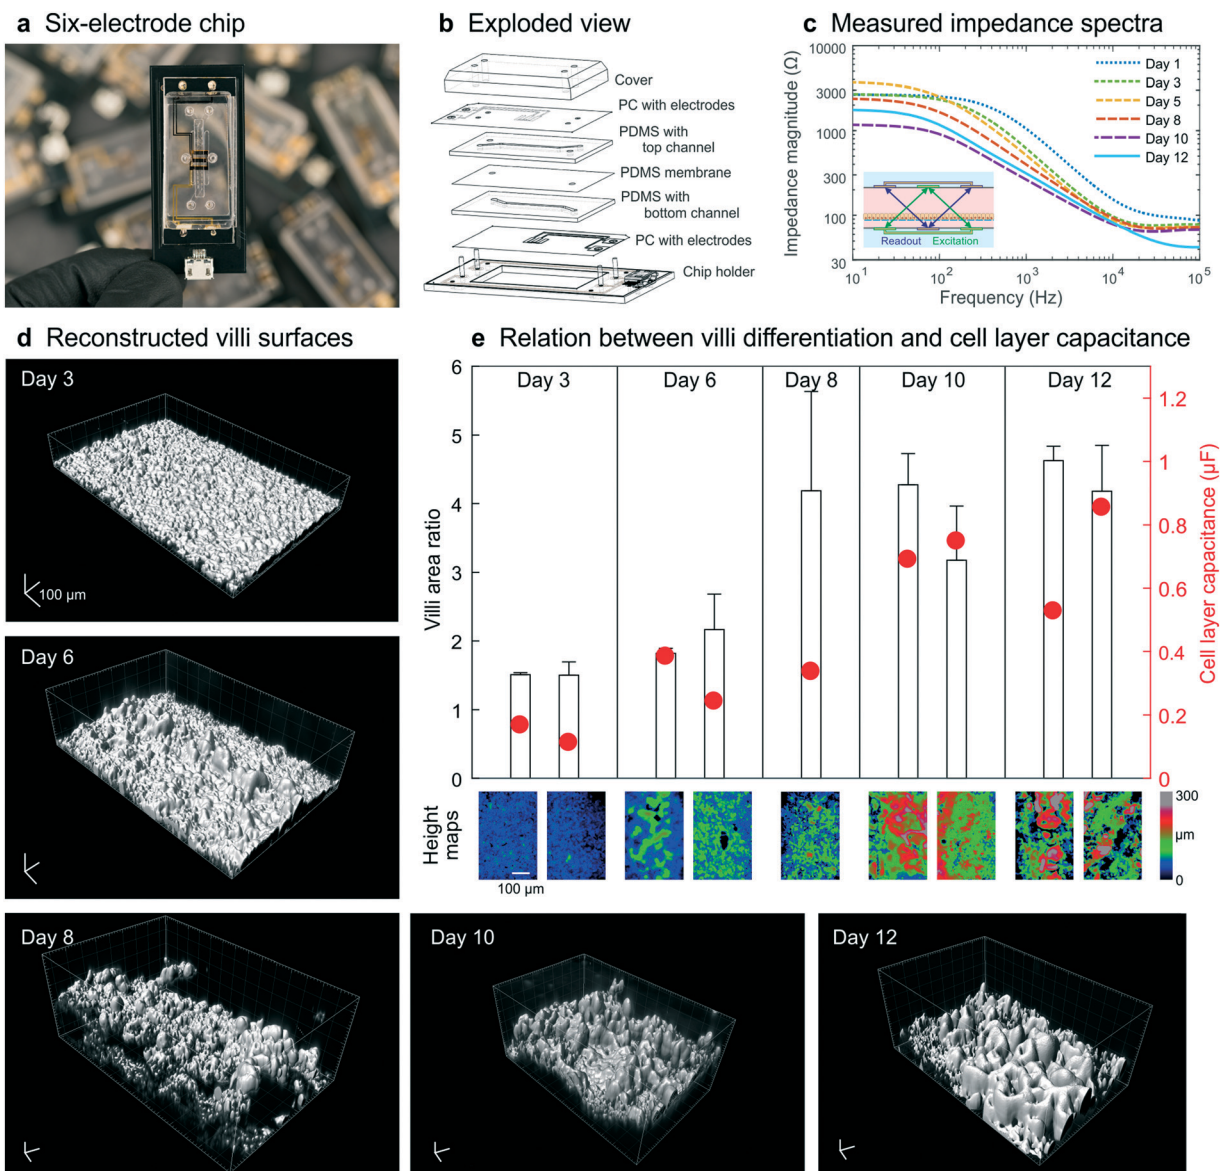 a Six-electrode chip
b Exploded view
Cover
PC with electrodes
PDMS with
top channel
PDMS membrane
PDMS with
bottom channel
PC with electrodes
Chip holder
c Measured impedance spectra
Impedance magnitude (Ω)
10000
3000
1000
300
100
30
Day 1
Day 3
Day 5
Day 8
Day 10
Day 12
Readout Excitation
10¹ 10² 10³ 10⁴ 10⁵
Frequency (Hz)
d Reconstructed villi surfaces
Day 3
100 µm
Day 6
Day 8
Day 10
Day 12
e Relation between villi differentiation and cell layer capacitance
Day 3 Day 6 Day 8 Day 10 Day 12
Villi area ratio
6
5
4
3
2
1
0
Cell layer capacitance (µF)
1.2
1
0.8
0.6
0.4
0.2
0
Height
maps
100 µm
300
µm
0